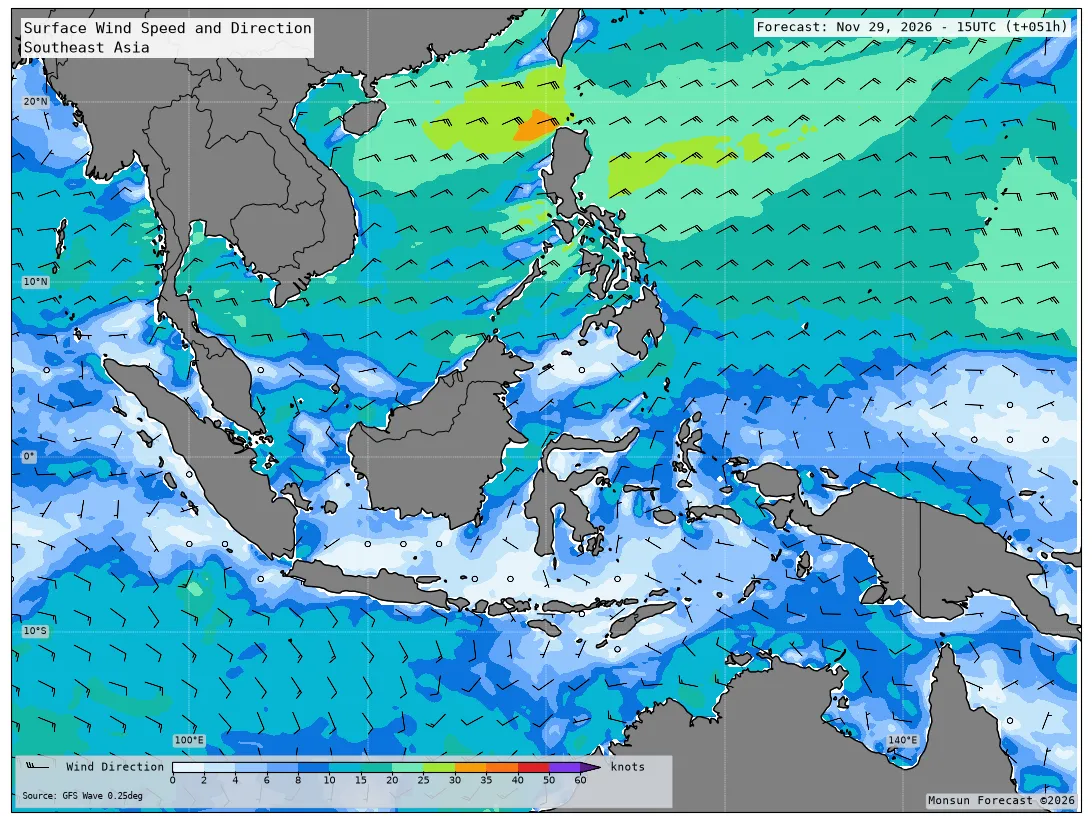 Surface Wind Speed and Direction
Southeast Asia
Forecast: Nov 29, 2026 - 15UTC (t+051h)
20°N
10°N
0°
10°S
100°E
140°E
Wind Direction
0 2 4 6 8 10 15 20 25 30 35 40 50 60
knots
Source: GFS Wave 0.25deg
Monsun Forecast ©2026